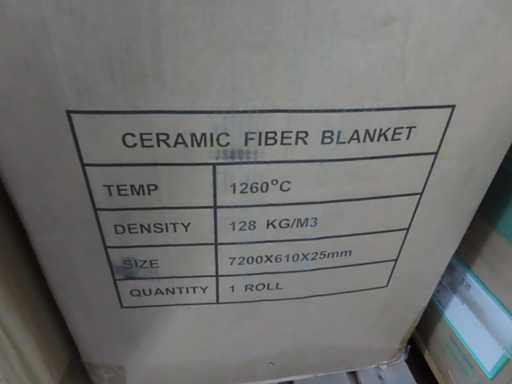 CERAMIC FIBER BLANKET
TEMP 1260°C
DENSITY 128 KG/M3
SIZE 7200X610X25mm
QUANTITY 1 ROLL